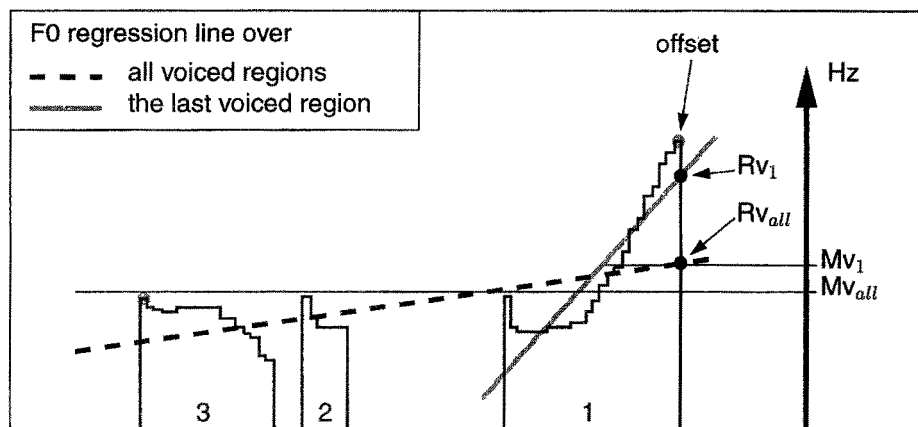 F0 regression line over
all voiced regions
the last voiced region
offset
Hz
Rv1
Rvall
Mv1
Mvall
3
2
1